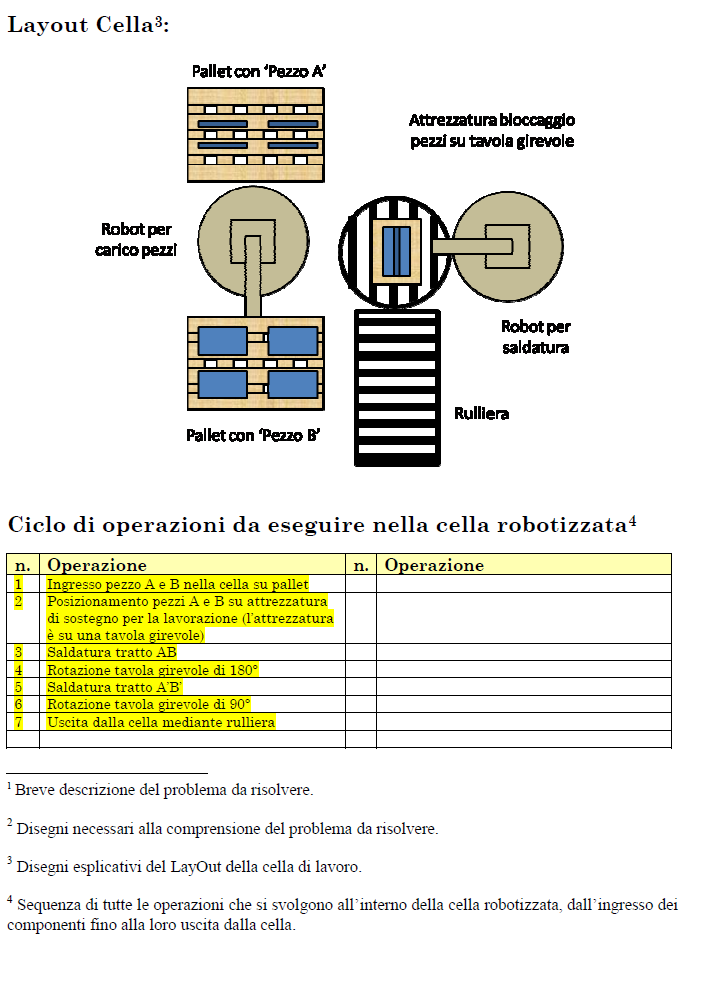 Layout Cella³:
Pallet con 'Pezzo A'
Attrezzatura bloccaggio
pezzi su tavola girevole
Robot per
carico pezzi
Robot per
saldatura
Rulliera
Pallet con 'Pezzo B'
Ciclo di operazioni da eseguire nella cella robotizzata⁴
n. Operazione n. Operazione
1 Ingresso pezzo A e B nella cella su pallet
2 Posizionamento pezzi A e B su attrezzatura
di sostegno per la lavorazione (l'attrezzatura
è su una tavola girevole)
3 Saldatura tratto AB
4 Rotazione tavola girevole di 180°
5 Saldatura tratto A'B'
6 Rotazione tavola girevole di 90°
7 Uscita dalla cella mediante rulliera
¹ Breve descrizione del problema da risolvere.
² Disegni necessari alla comprensione del problema da risolvere.
³ Disegni esplicativi del LayOut della cella di lavoro.
⁴ Sequenza di tutte le operazioni che si svolgono all'interno della cella robotizzata, dall'ingresso dei
componenti fino alla loro uscita dalla cella.